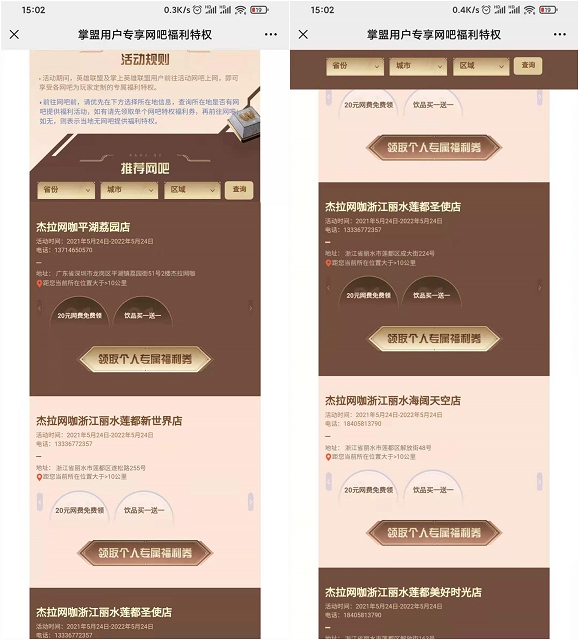 15:02
0.3K/s
19
掌盟用户专享网吧福利特权
活动规则
• 活动期间，英雄联盟及掌上英雄联盟用户前往活动网吧上网，即可
享受各网吧为玩家定制的专属福利特权。
• 前往网吧前，请优先在下方选择所在地信息，查询所在地是否有网
吧提供福利活动，如有请先领取单个网吧特权福利券，再前往网吧
如无，则表示当地无网吧提供福利特权。
推荐网吧
省份
城市
区域
查询
杰拉网咖平湖荔园店
活动时间：2021年5月24日-2022年5月24日
电话：13714650570
地址： 广东省深圳市龙岗区平湖镇荔园街51号2楼杰拉网咖
距您当前所在位置大于>10公里
20元网费免费领
饮品买一送一
领取个人专属福利券
杰拉网咖浙江丽水莲都新世界店
活动时间：2021年5月24日-2022年5月24日
电话：13336772357
地址： 浙江省丽水市莲都区逐松路255号
距您当前所在位置大于>10公里
20元网费免费领
饮品买一送一
领取个人专属福利券
杰拉网咖浙江丽水莲都圣使店
活动时间：2021年5月24日-2022年5月24日
电话：13336772357
15:02
0.4K/s
19
掌盟用户专享网吧福利特权
省份
城市
区域
查询
20元网费免费领
饮品买一送一
领取个人专属福利券
杰拉网咖浙江丽水莲都圣使店
活动时间：2021年5月24日-2022年5月24日
电话：13336772357
地址： 浙江省丽水市莲都区成大街224号
距您当前所在位置大于>10公里
20元网费免费领
饮品买一送一
领取个人专属福利券
杰拉网咖浙江丽水海阔天空店
活动时间：2021年5月24日-2022年5月24日
电话：18405813790
地址： 浙江省丽水市莲都区解放街48号
距您当前所在位置大于>10公里
20元网费免费领
饮品买一送一
领取个人专属福利券
杰拉网咖浙江丽水莲都美好时光店
活动时间：2021年5月24日-2022年5月24日
电话：18405813790